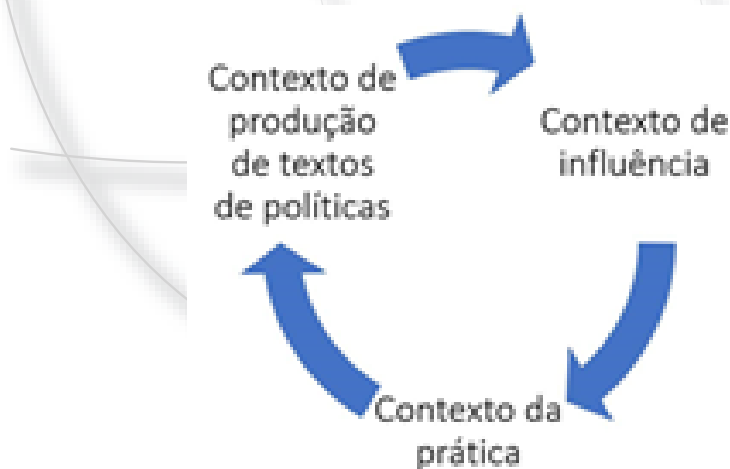 Contexto de
produção
de textos
de políticas
Contexto de
influência
Contexto da
prática